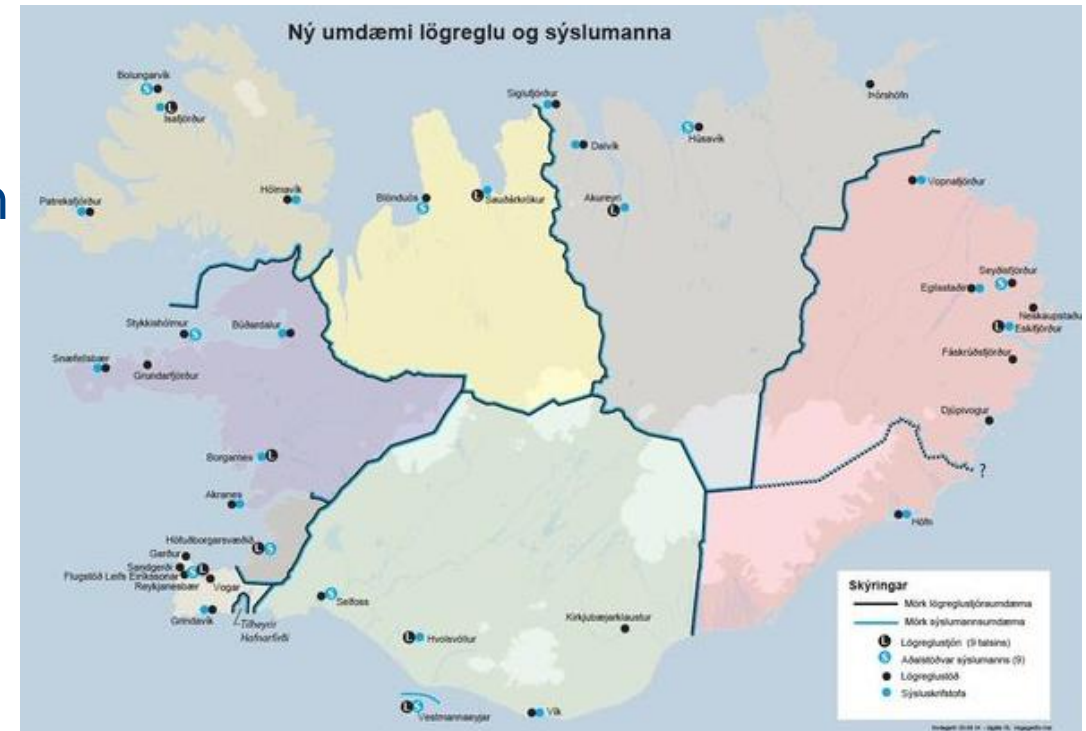 Ný umdæmi lögreglu og sýslumanna
n
Bolungarvík
S
L
Ísafjörður
Patreksfjörður
Hólmavík
Siglufjörður
Dalvík
S
Húsavík
Þórshöfn
Blönduós
S
L
Sauðárkrókur
Akureyri
L
Vopnafjörður
Seyðisfjörður
S
Egilsstaðir
Neskaupstaðu
L
Eskifjörður
Fáskrúðsfjörður
Djúpivogur
?
Höfn
Stykkishólmur
S
Búðardalur
Snæfellsbær
Grundarfjörður
Borgarnes
L
Akranes
Höfuðborgarsvæðið
L S
Garður
Sandgerði
Flugstöð Leifs Eiríkssonar
S L
Reykjanesbær
Vogar
Grindavík
Tilheyrir
Hafnarfirði
Selfoss
S
L
Hvolsvöllur
Kirkjubæjarklaustur
L S
Vestmannaeyjar
Vík
Skýringar
Mörk lögreglustjóraumdæma
Mörk sýslumannsumdæma
L Lögreglustjóri (9 talsins)
S Aðalstöðvar sýslumanns (9)
Lögreglustöð
Sýsluskrifstofa